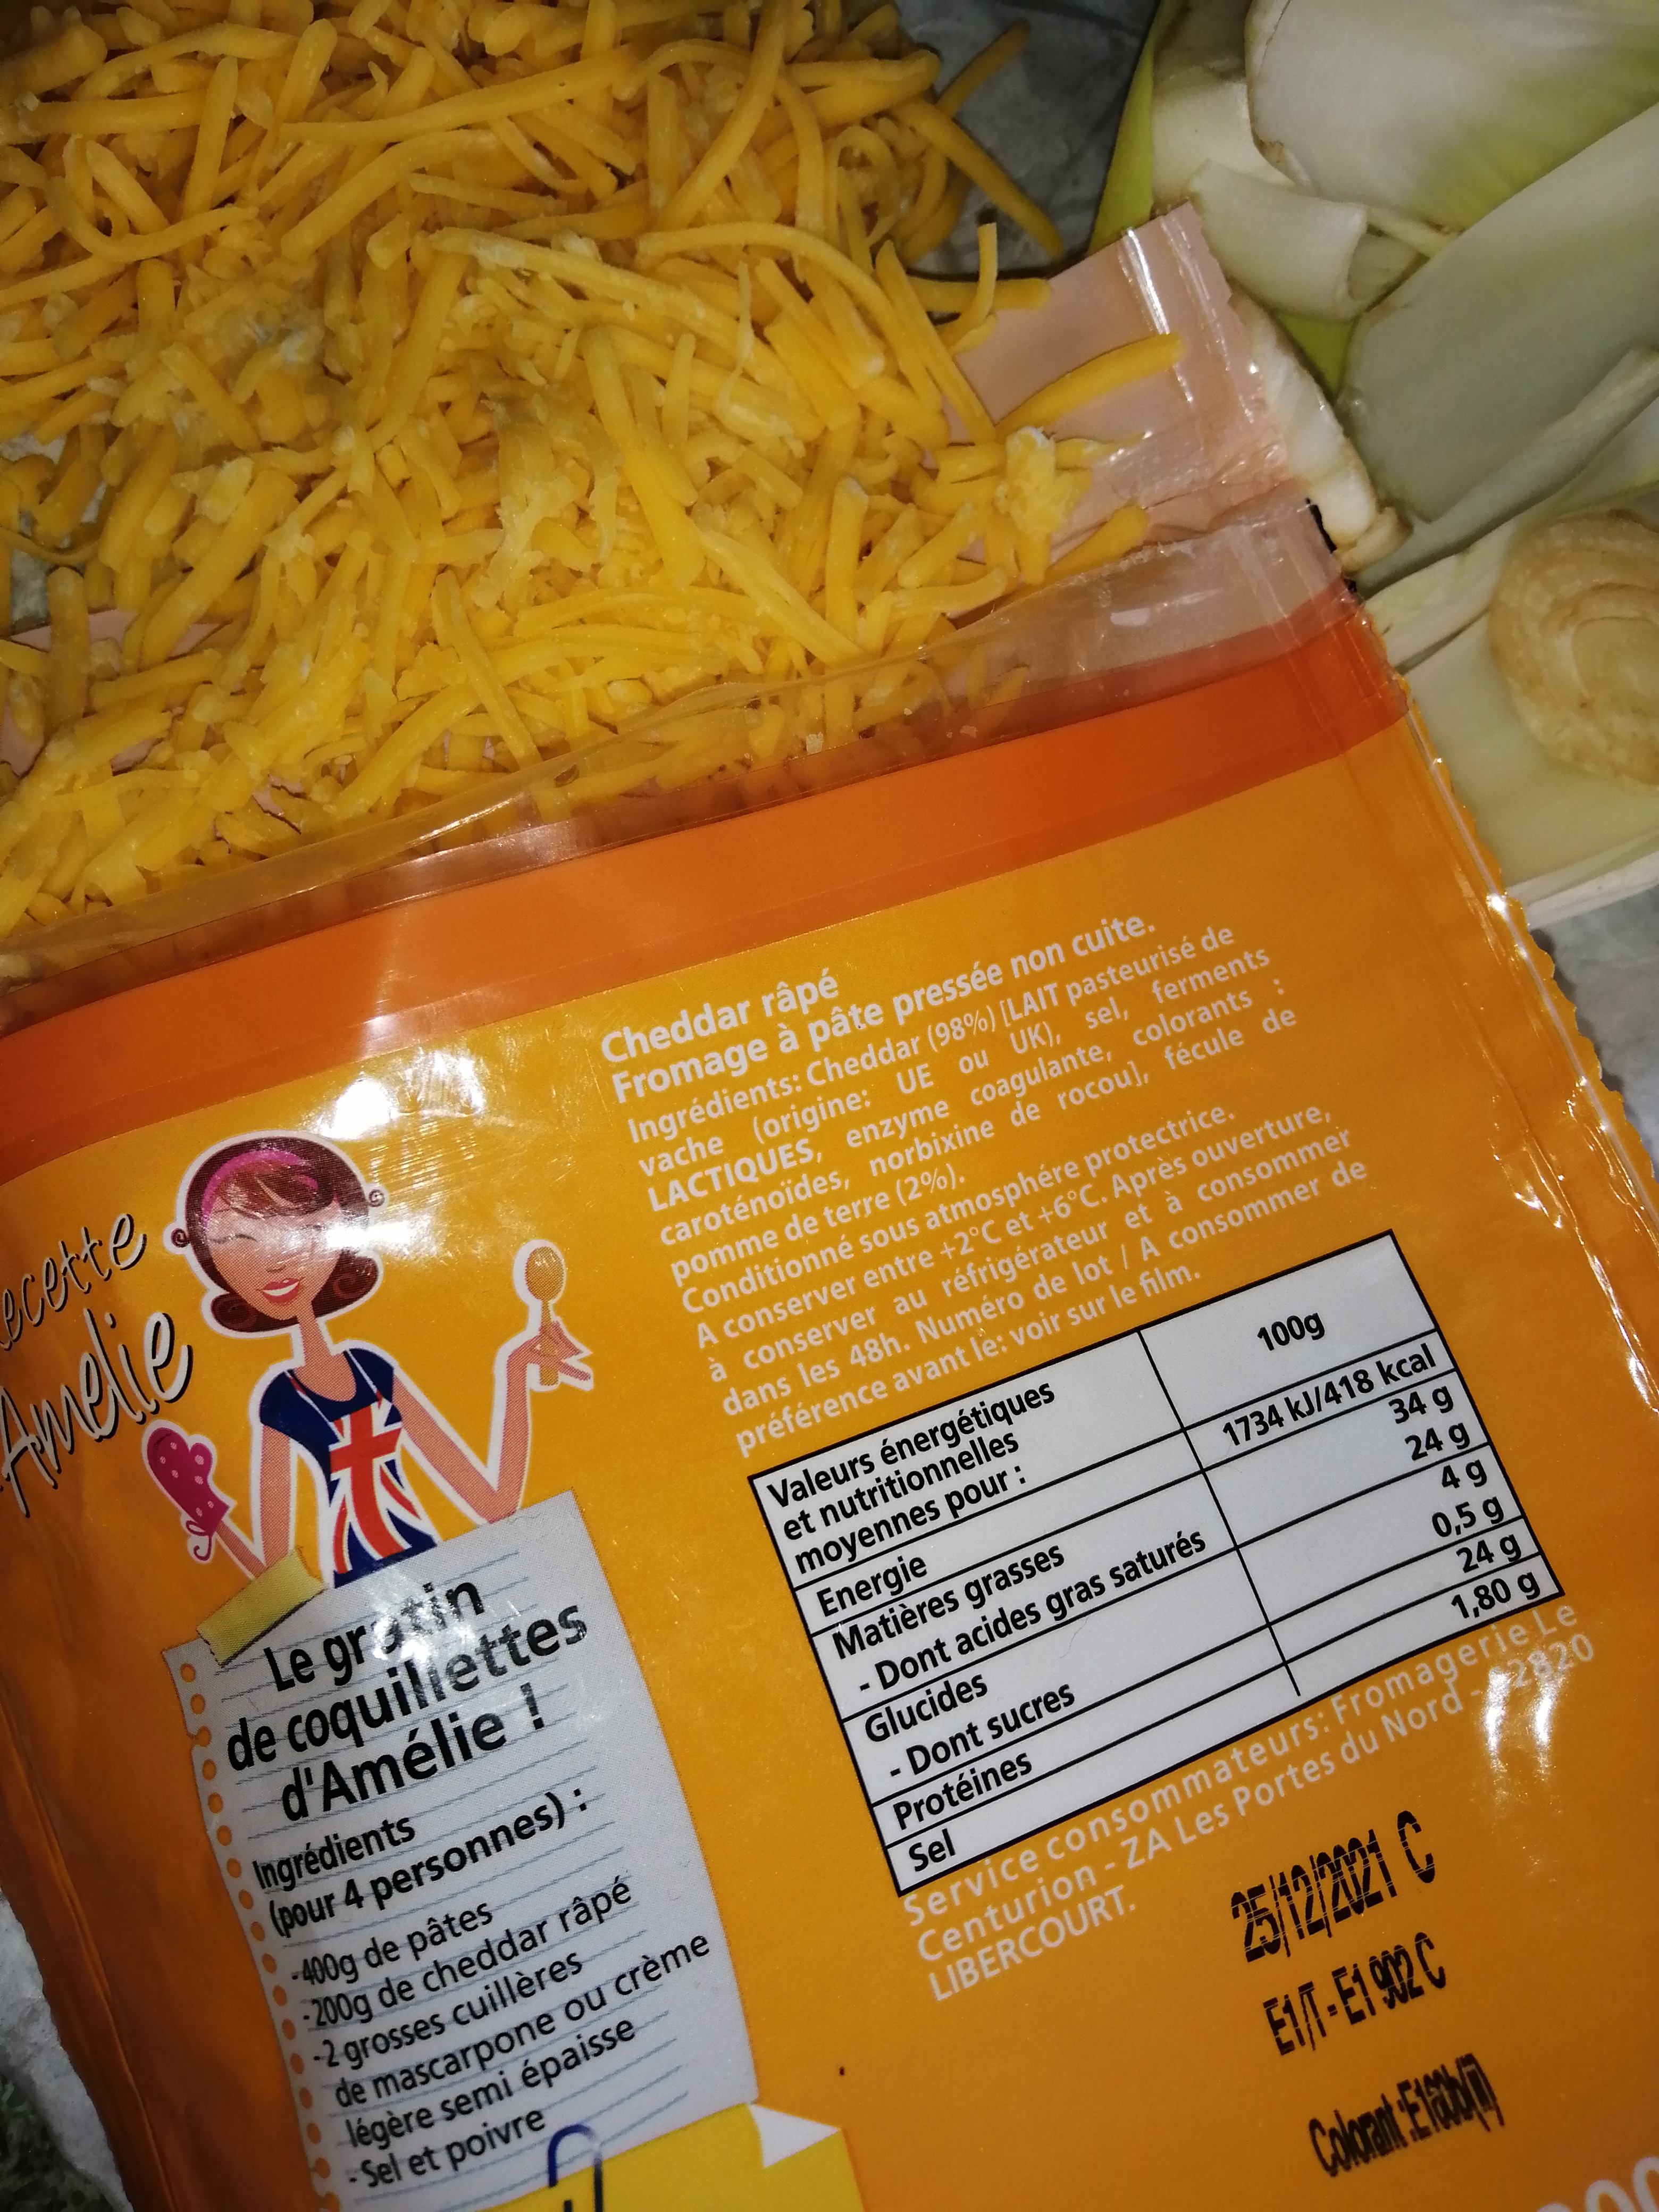 Cheddar râpé
Fromage à pâte pressée non cuite.
Ingrédients: Cheddar (98%) [LAIT pasteurisé de
vache (origine: UE ou UK), sel, ferments
LACTIQUES, enzyme coagulante, colorants :
caroténoïdes, norbixine de rocou], fécule de
pomme de terre (2%).
Conditionné sous atmosphére protectrice.
A conserver entre +2°C et +6°C. Après ouverture,
à conserver au réfrigérateur et à consommer
dans les 48h. Numéro de lot / A consommer de
préférence avant le: voir sur le film.
Valeurs énergétiques
et nutritionnelles
moyennes pour :
100g
Energie 1734 kJ/418 kcal
Matières grasses 34 g
- Dont acides gras saturés 24 g
Glucides 4 g
- Dont sucres 0,5 g
Protéines 24 g
Sel 1,80 g
Service consommateurs: Fromagerie Le
Centurion - ZA Les Portes du Nord -
LIBERCOURT.
25/12/2021 C
E1/T - E1 902 C
Colorant :E160b(ii)
Amelie
Le gratin
de coquillettes
d'Amélie !
Ingrédients
(pour 4 personnes) :
-400g de pâtes
-200g de cheddar râpé
-2 grosses cuillères
de mascarpone ou crème
légère semi épaisse
- Sel et poivre